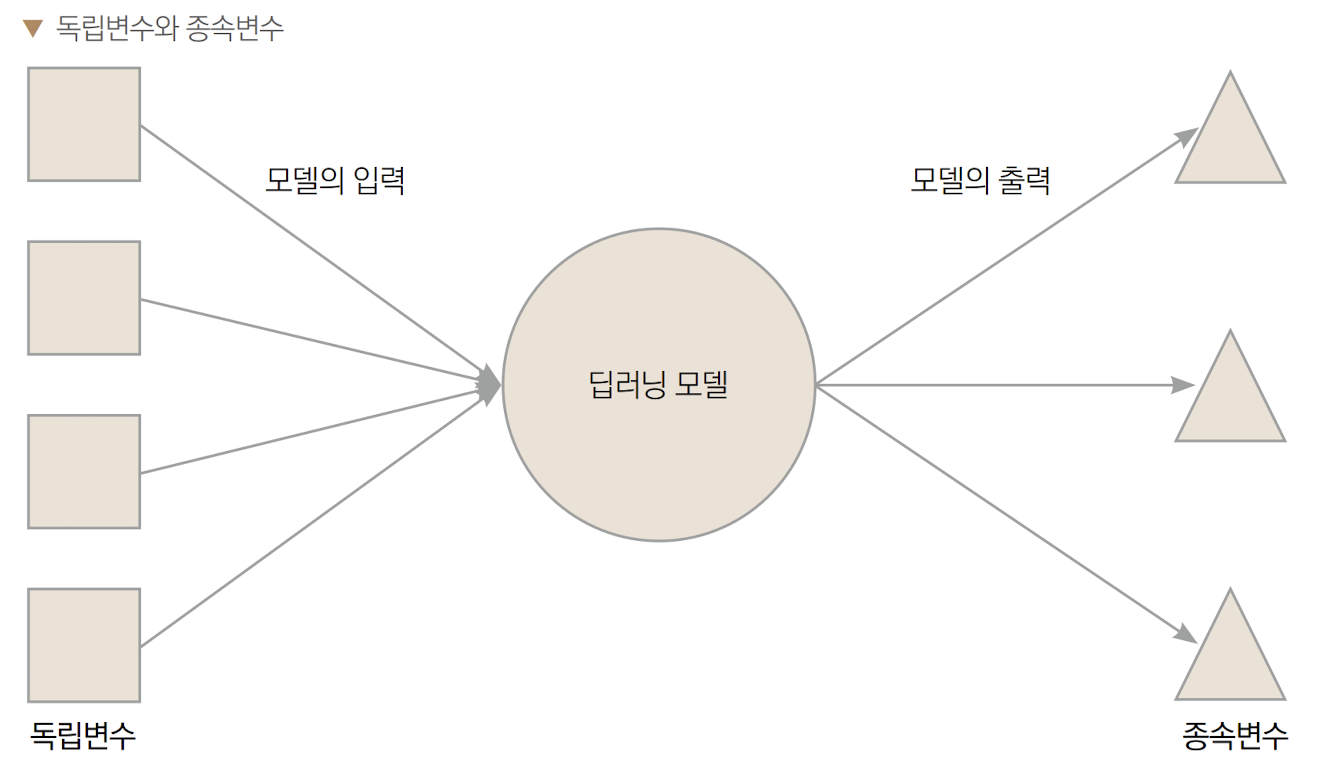 ▼ 독립변수와 종속변수
모델의 입력
모델의 출력
딥러닝 모델
독립변수
종속변수